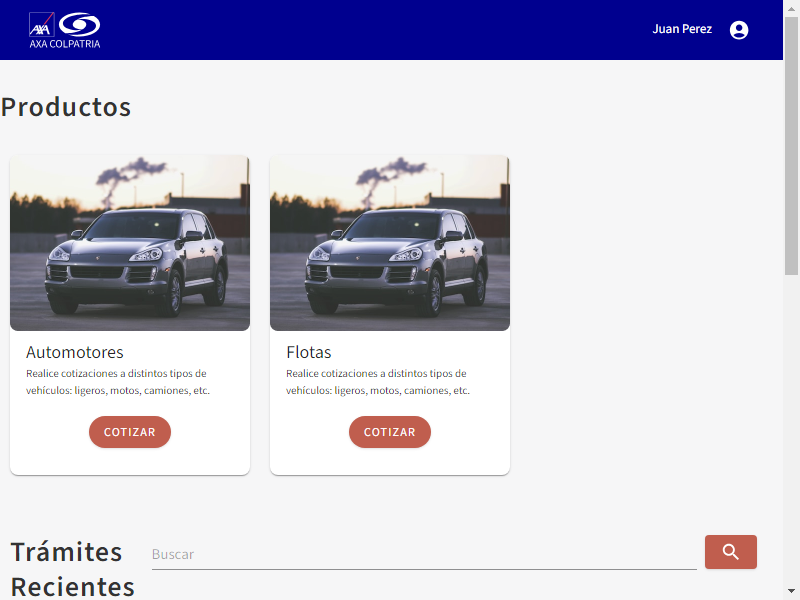 AXA
AXA COLPATRIA
Juan Perez
Productos
Automotores
Realice cotizaciones a distintos tipos de
vehículos: ligeros, motos, camiones, etc.
COTIZAR
Flotas
Realice cotizaciones a distintos tipos de
vehículos: ligeros, motos, camiones, etc.
COTIZAR
Trámites
Recientes
Buscar